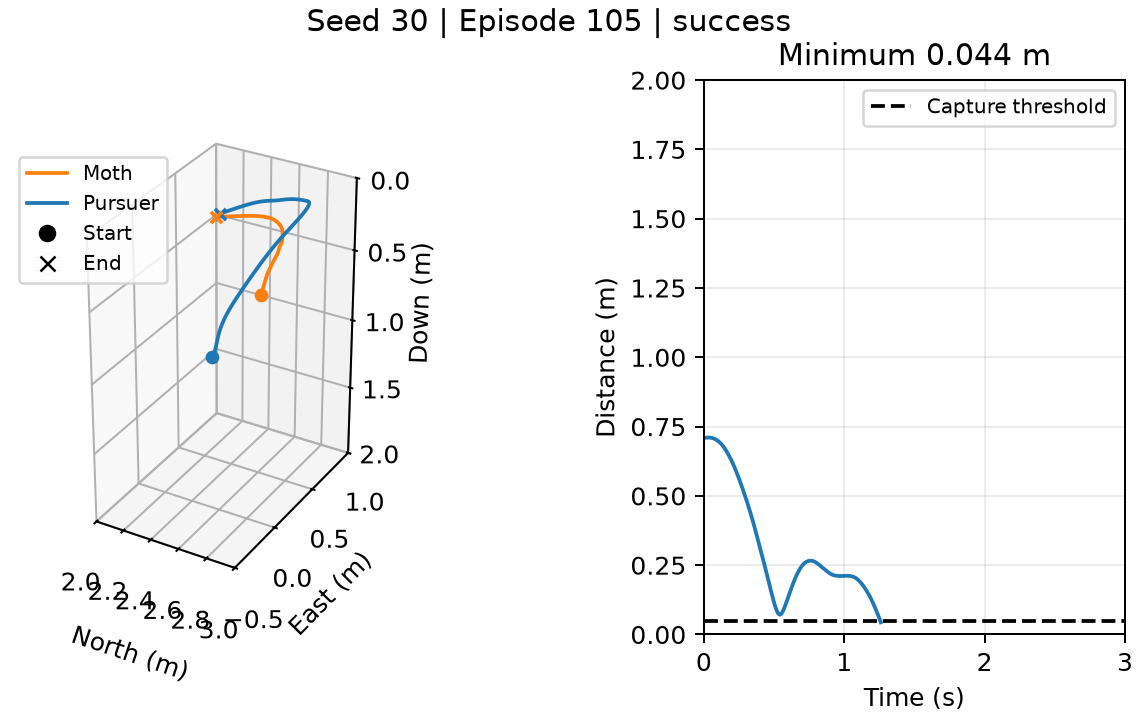 Seed 30 | Episode 105 | success
Moth
Pursuer
Start
End
0.0
0.5
1.0
1.5
2.0
Down (m)
1.0
0.5
0.0
−0.5
East (m)
2.0
2.2
2.4
2.6
2.8
3.0
North (m)
Minimum 0.044 m
Capture threshold
2.00
1.75
1.50
1.25
1.00
0.75
0.50
0.25
0.00
Distance (m)
0
1
2
3
Time (s)